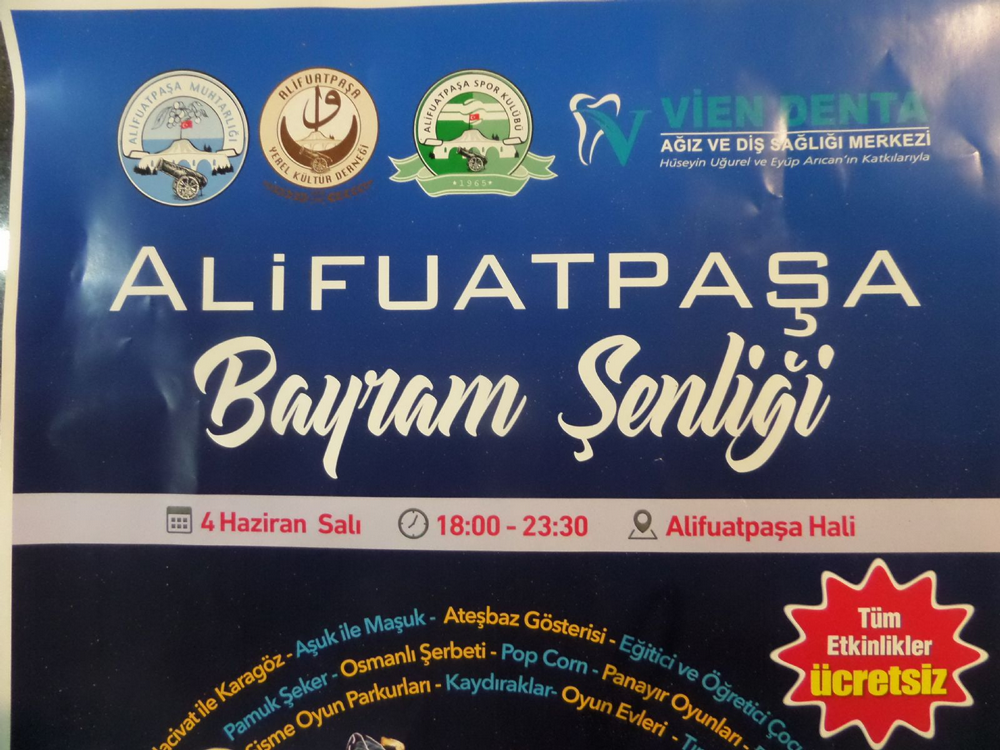 ALİFUATPAŞA MUHTARLIĞI
ALİFUATPAŞA
YEREL KÜLTÜR DERNEĞİ
ALİFUATPAŞA SPOR KULÜBÜ
*1965*
VİEN DENTA
AĞIZ VE DİŞ SAĞLIĞI MERKEZİ
Hüseyin Uğurel ve Eyüp Arıcan'ın Katkılarıyla
ALİFUATPAŞA
Bayram Şenliği
4 Haziran Salı 18:00 - 23:30 Alifuatpaşa Hali
Tüm
Etkinlikler
ücretsiz
ile Karagöz - Aşuk ile Maşuk - Ateşbaz Gösterisi - Eğitici ve Öğretici
Pamuk Şeker - Osmanlı Şerbeti - Pop Corn - Panayır Oyunları -
Oyun Parkurları - Kaydıraklar- Oyun Evleri -